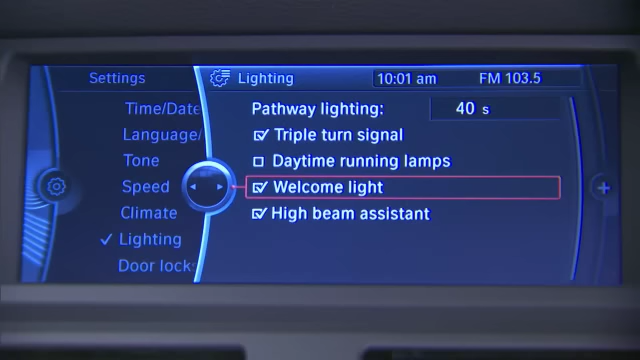 Settings
Lighting 10:01 am FM 103.5
Time/Date
Language/
Tone
Speed
Climate
Lighting
Door lock
Pathway lighting: 40 s
Triple turn signal
Daytime running lamps
Welcome light
High beam assistant